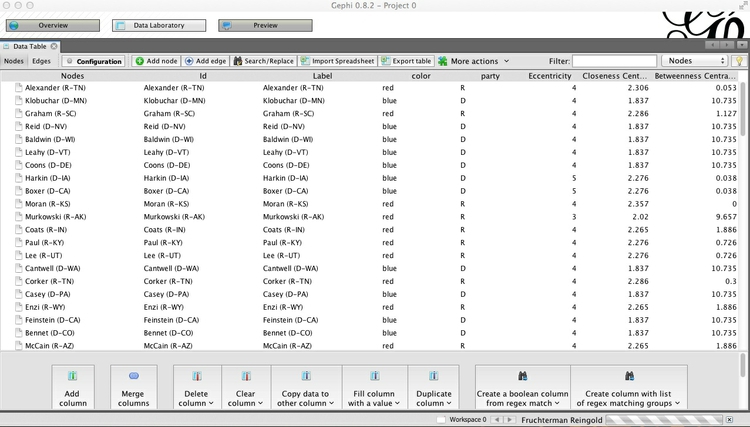 Gephi 0.8.2 - Project 0
Overview Data Laboratory Preview
Data Table
Nodes Edges Configuration Add node Add edge Search/Replace Import Spreadsheet Export table More actions Filter: Nodes
Nodes Id Label color party Eccentricity Closeness Cent... Betweenness Centra...
Alexander (R-TN) Alexander (R-TN) Alexander (R-TN) red R 4 2.306 0.053
Klobuchar (D-MN) Klobuchar (D-MN) Klobuchar (D-MN) blue D 4 1.837 10.735
Graham (R-SC) Graham (R-SC) Graham (R-SC) red R 4 2.286 1.127
Reid (D-NV) Reid (D-NV) Reid (D-NV) blue D 4 1.837 10.735
Baldwin (D-WI) Baldwin (D-WI) Baldwin (D-WI) blue D 4 1.837 10.735
Leahy (D-VT) Leahy (D-VT) Leahy (D-VT) blue D 4 1.837 10.735
Coons (D-DE) Coons (D-DE) Coons (D-DE) blue D 4 1.837 10.735
Harkin (D-IA) Harkin (D-IA) Harkin (D-IA) blue D 5 2.276 0.038
Boxer (D-CA) Boxer (D-CA) Boxer (D-CA) blue D 5 2.276 0.038
Moran (R-KS) Moran (R-KS) Moran (R-KS) red R 4 2.357 0
Murkowski (R-AK) Murkowski (R-AK) Murkowski (R-AK) red R 3 2.02 9.657
Coats (R-IN) Coats (R-IN) Coats (R-IN) red R 4 2.265 1.886
Paul (R-KY) Paul (R-KY) Paul (R-KY) red R 4 2.276 0.726
Lee (R-UT) Lee (R-UT) Lee (R-UT) red R 4 2.276 0.726
Cantwell (D-WA) Cantwell (D-WA) Cantwell (D-WA) blue D 4 1.837 10.735
Corker (R-TN) Corker (R-TN) Corker (R-TN) red R 4 2.286 0.3
Casey (D-PA) Casey (D-PA) Casey (D-PA) blue D 4 1.837 10.735
Enzi (R-WY) Enzi (R-WY) Enzi (R-WY) red R 4 2.265 1.886
Feinstein (D-CA) Feinstein (D-CA) Feinstein (D-CA) blue D 4 1.837 10.735
Bennet (D-CO) Bennet (D-CO) Bennet (D-CO) blue D 4 1.837 10.735
McCain (R-AZ) McCain (R-AZ) McCain (R-AZ) red R 4 2.265 1.886
Add Merge Delete Clear Copy data to Fill column Duplicate Create a boolean column Create column with list
column columns column column other column with a value column from regex match of regex matching groups
Workspace 0 Fruchterman Reingold